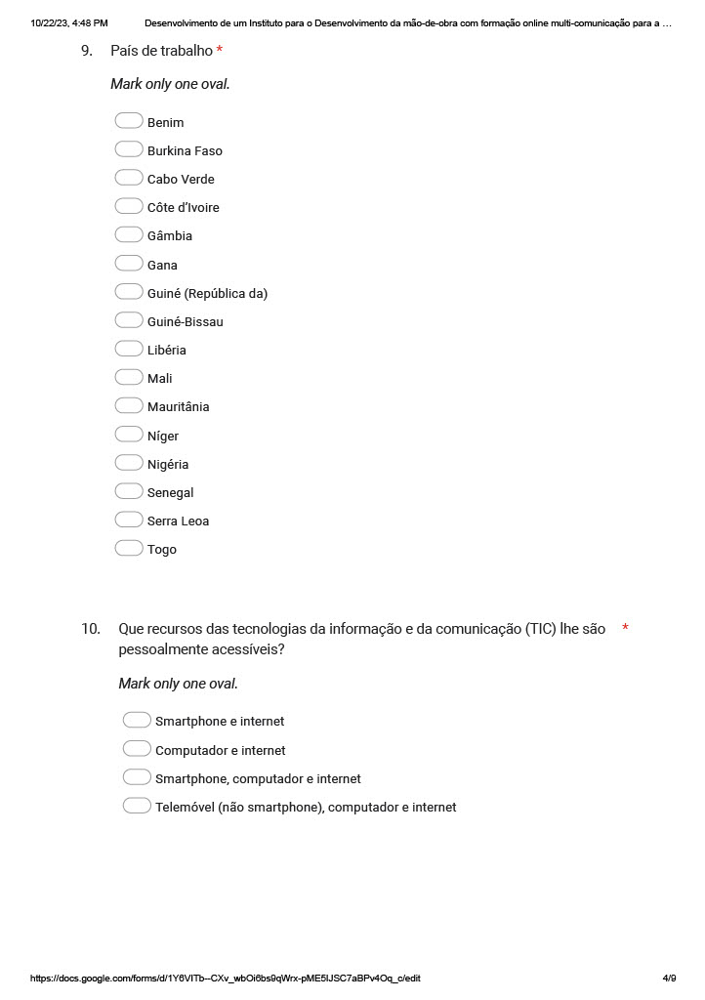 10/22/23, 4:48 PM Desenvolvimento de um Instituto para o Desenvolvimento da mão-de-obra com formação online multi-comunicação para a …
9. País de trabalho *
Mark only one oval.
Benim
Burkina Faso
Cabo Verde
Côte d’Ivoire
Gâmbia
Gana
Guiné (República da)
Guiné-Bissau
Libéria
Mali
Mauritânia
Níger
Nigéria
Senegal
Serra Leoa
Togo
10. Que recursos das tecnologias da informação e da comunicação (TIC) lhe são *
pessoalmente acessíveis?
Mark only one oval.
Smartphone e internet
Computador e internet
Smartphone, computador e internet
Telemóvel (não smartphone), computador e internet
https://docs.google.com/forms/d/1Y6VITb--CXv_wbOi6bs9qWrx-pME5IJSC7aBPv4Oq_c/edit 4/9